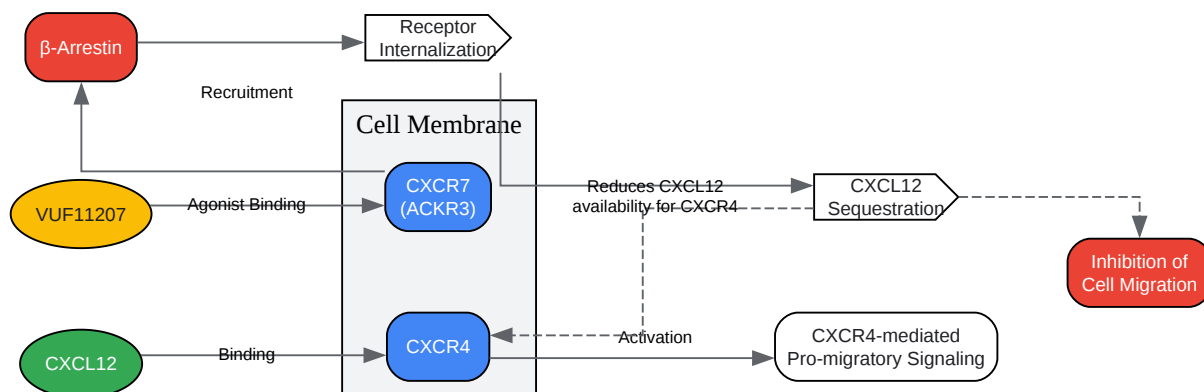 β-Arrestin
Receptor
Internalization
Recruitment
Cell Membrane
CXCR7
(ACKR3)
VUF11207
Agonist Binding
Reduces CXCL12
availability for CXCR4
CXCL12
Sequestration
Inhibition of
Cell Migration
CXCL12
Binding
CXCR4
Activation
CXCR4-mediated
Pro-migratory Signaling